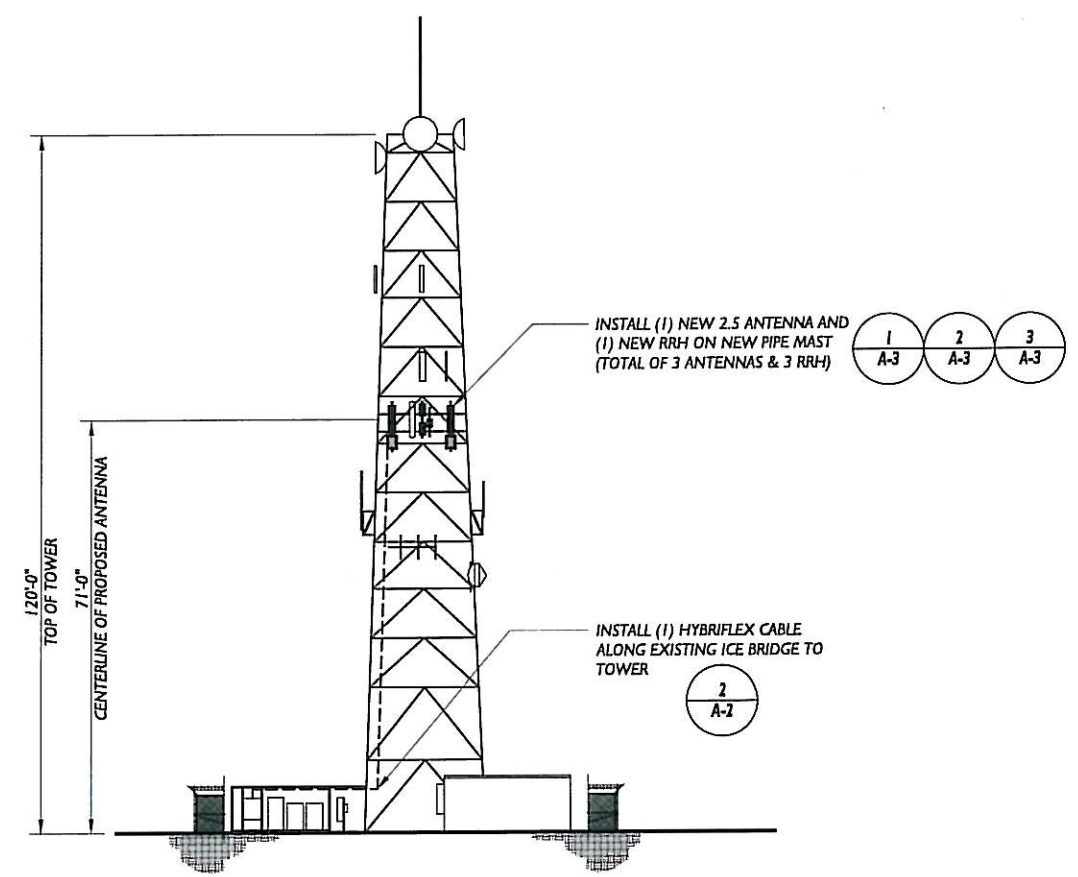 INSTALL (1) NEW 2.5 ANTENNA AND
(1) NEW RRH ON NEW PIPE MAST
(TOTAL OF 3 ANTENNAS & 3 RRH)
1
A-3
2
A-3
3
A-3
120'-0"
TOP OF TOWER
71'-0"
CENTERLINE OF PROPOSED ANTENNA
INSTALL (1) HYBRIFLEX CABLE
ALONG EXISTING ICE BRIDGE TO
TOWER
2
A-2